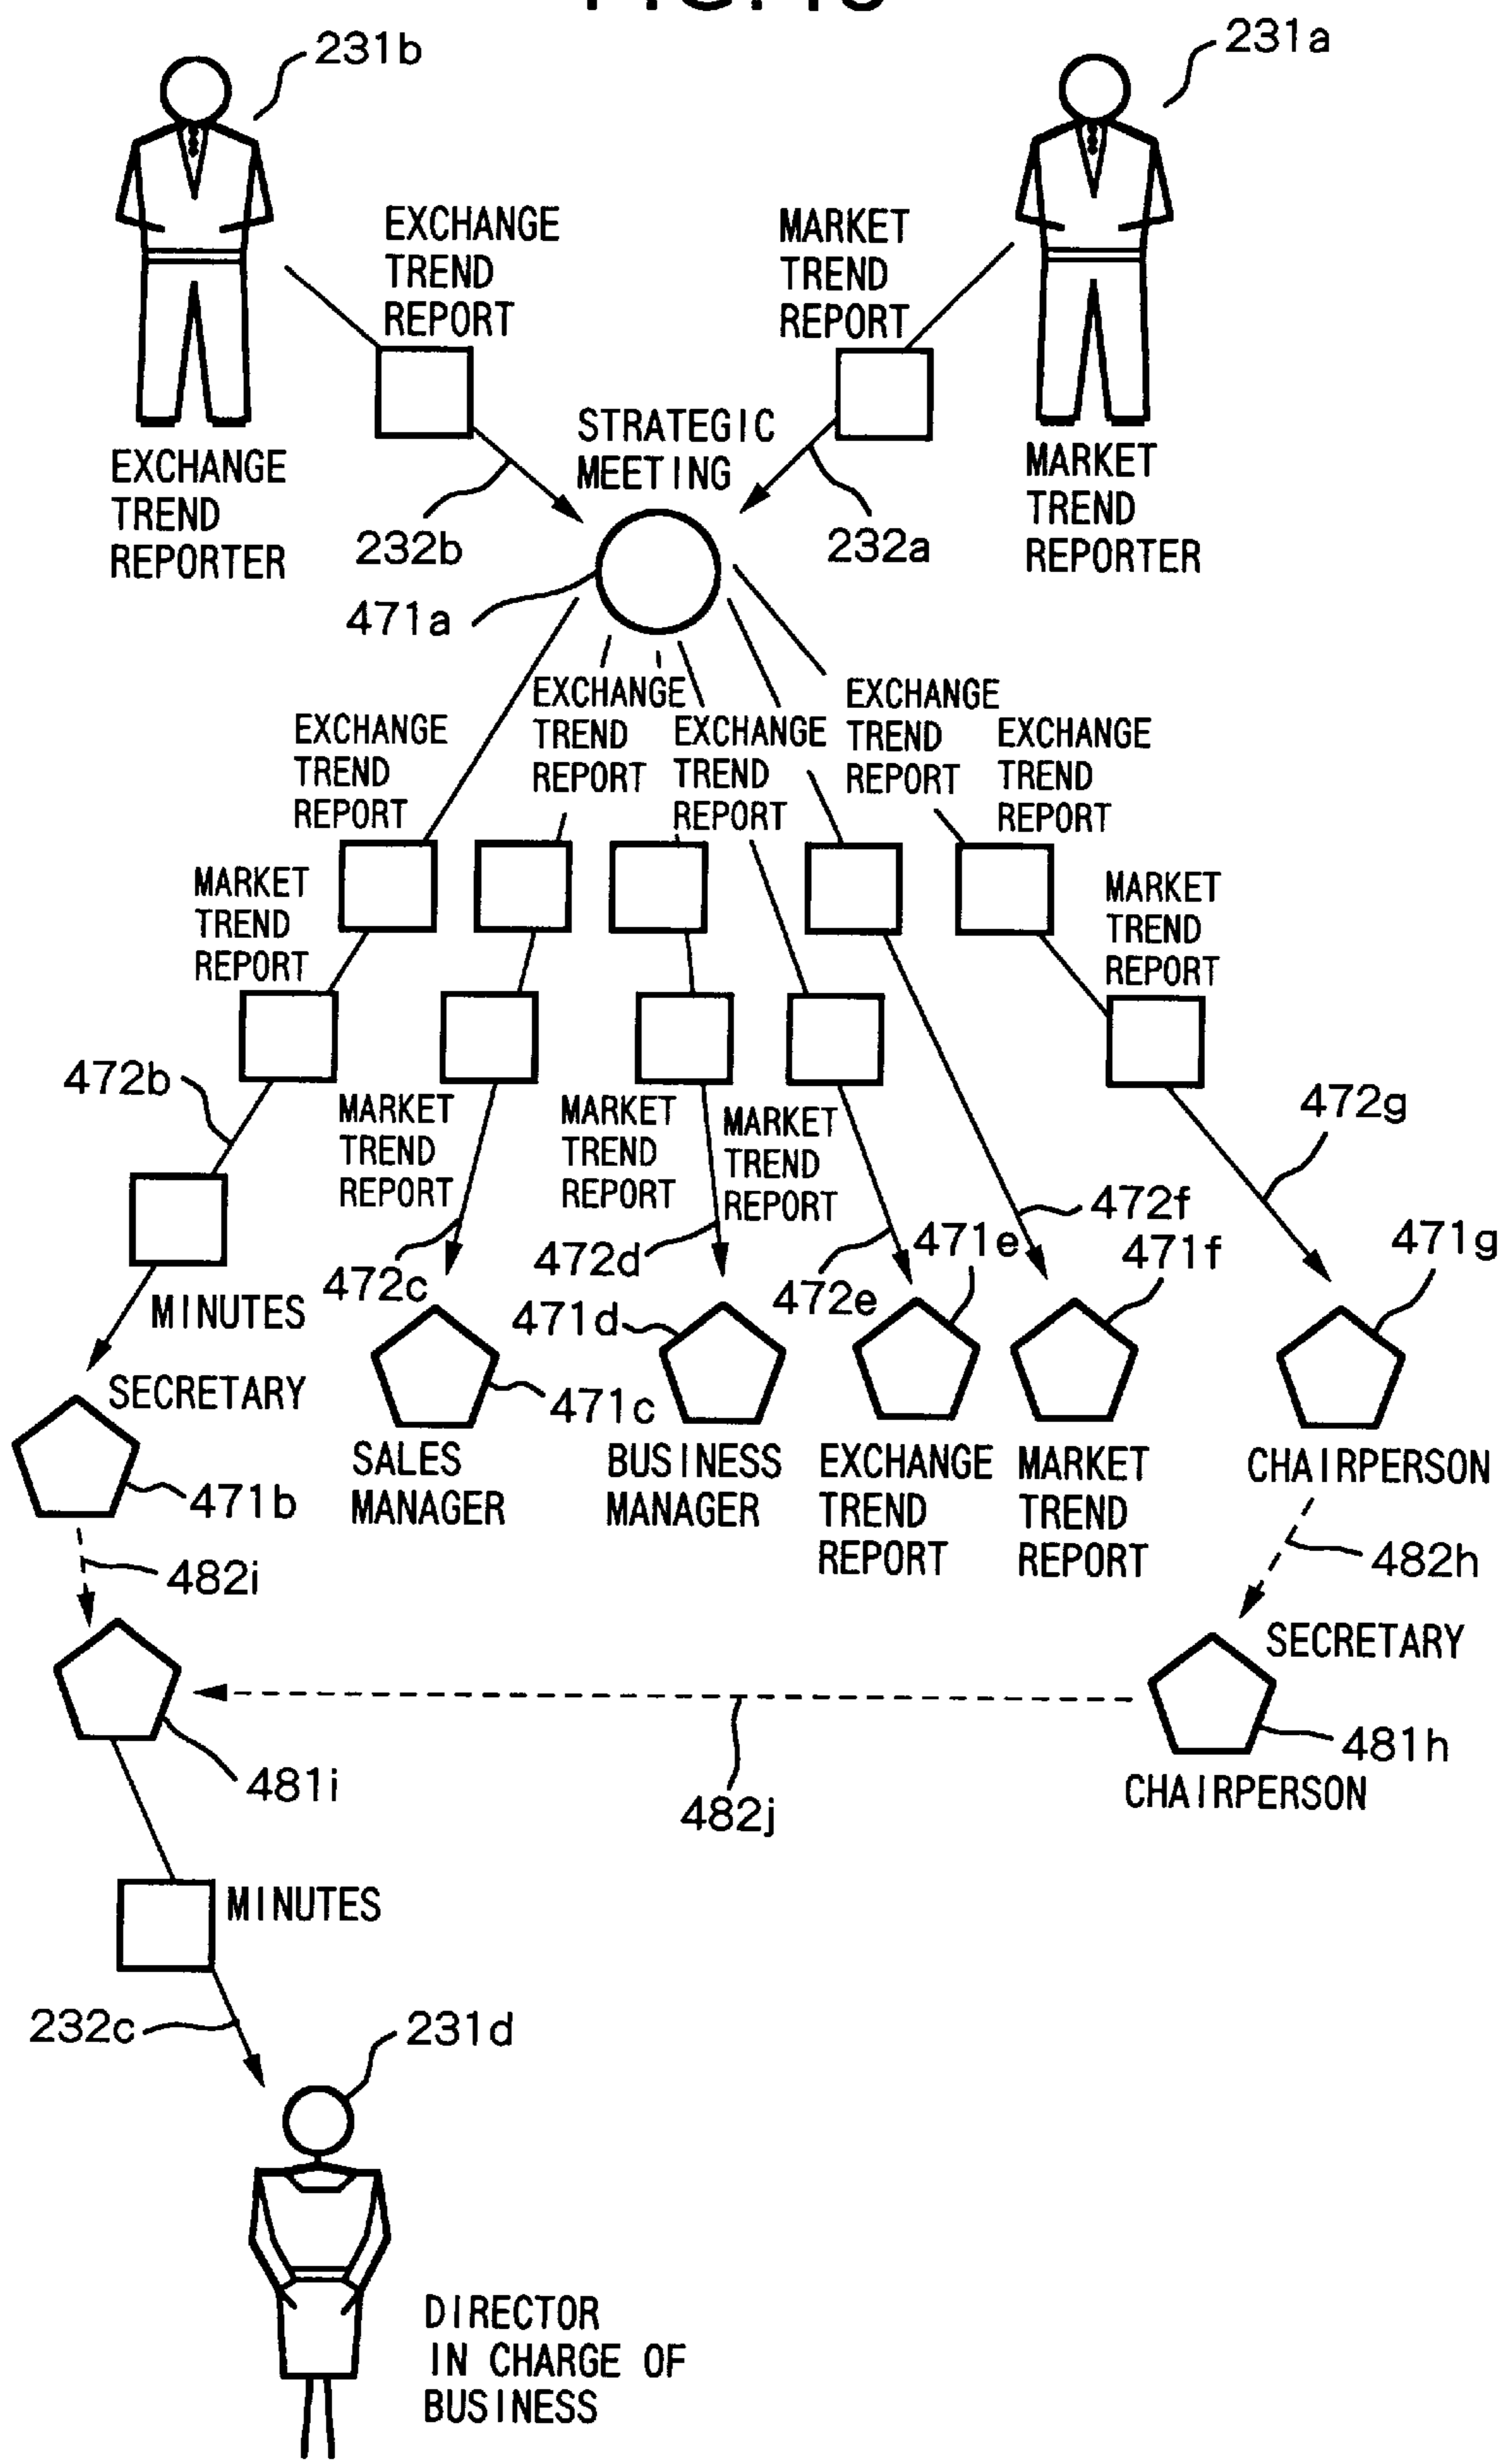 231b
231a
EXCHANGE
TREND
REPORT
MARKET
TREND
REPORT
STRATEGIC
MEETING
EXCHANGE
TREND
REPORTER
MARKET
TREND
REPORTER
232b
232a
471a
EXCHANGE
TREND
REPORT
EXCHANGE
TREND
REPORT
EXCHANGE
TREND
REPORT
EXCHANGE
TREND
REPORT
EXCHANGE
TREND
REPORT
MARKET
TREND
REPORT
MARKET
TREND
REPORT
472b
MARKET
TREND
REPORT
MARKET
TREND
REPORT
MARKET
TREND
REPORT
472g
472c
472d
472e
471e
472f
471f
471g
MINUTES
471d
SECRETARY
471c
471b
SALES
MANAGER
BUSINESS
MANAGER
EXCHANGE
TREND
REPORT
MARKET
TREND
REPORT
CHAIRPERSON
482i
482h
SECRETARY
481i
482j
481h
CHAIRPERSON
MINUTES
232c
231d
DIRECTOR
IN CHARGE OF
BUSINESS